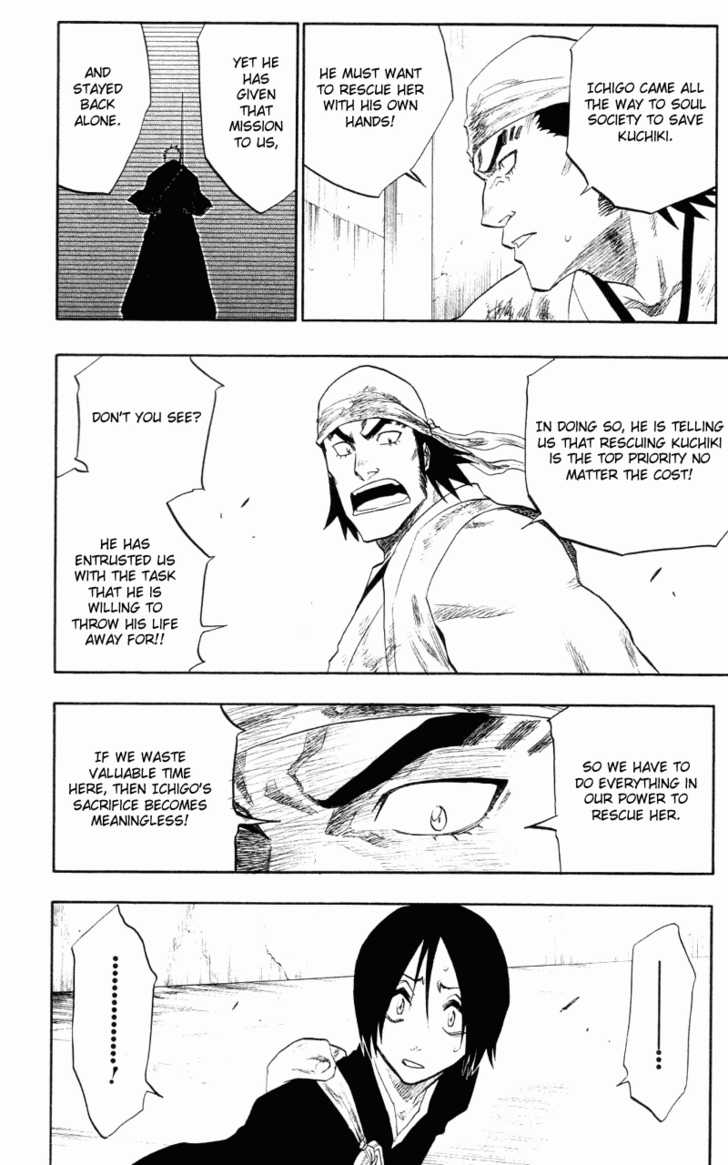 ICHIGO CAME ALL
THE WAY TO SOUL
SOCIETY TO SAVE
KUCHIKI.
HE MUST WANT
TO RESCUE HER
WITH HIS OWN
HANDS!
YET HE
HAS
GIVEN
THAT
MISSION
TO US,
AND
STAYED
BACK
ALONE.
IN DOING SO, HE IS TELLING
US THAT RESCUING KUCHIKI
IS THE TOP PRIORITY NO
MATTER THE COST!
DON'T YOU SEE?
HE HAS
ENTRUSTED US
WITH THE TASK
THAT HE IS
WILLING TO
THROW HIS LIFE
AWAY FOR!!
SO WE HAVE TO
DO EVERYTHING IN
OUR POWER TO
RESCUE HER.
IF WE WASTE
VALUABLE TIME
HERE, THEN ICHIGO'S
SACRIFICE BECOMES
MEANINGLESS!